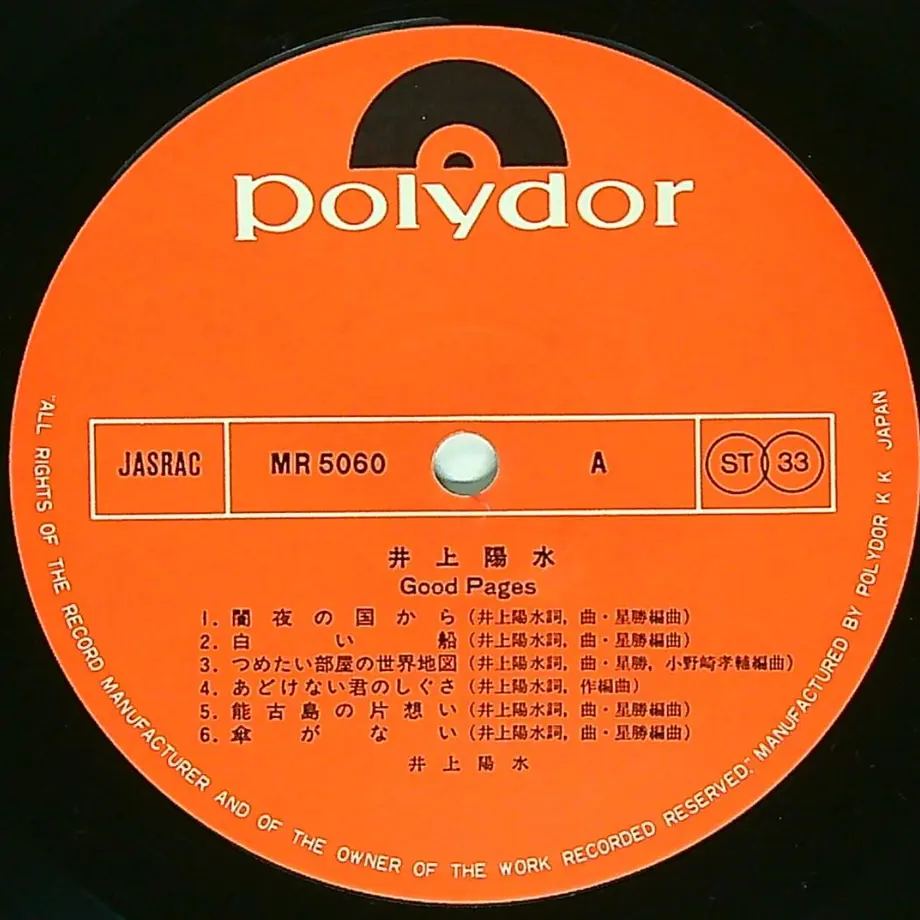 polydor
JASRAC MR 5060 A ST 33
井上陽水
Good Pages
1. 闇夜の国から (井上陽水詞, 曲・星勝編曲)
2. 白い船 (井上陽水詞, 曲・星勝編曲)
3. つめたい部屋の世界地図 (井上陽水詞, 曲・星勝, 小野崎孝輔編曲)
4. あどけない君のしぐさ (井上陽水詞, 作編曲)
5. 能古島の片想い (井上陽水詞, 曲・星勝編曲)
6. 傘がない (井上陽水詞, 曲・星勝編曲)
井上陽水
"ALL RIGHTS OF THE RECORD MANUFACTURER AND OF THE OWNER OF THE WORK RECORDED RESERVED." MANUFACTURED BY POLYDOR K K JAPAN